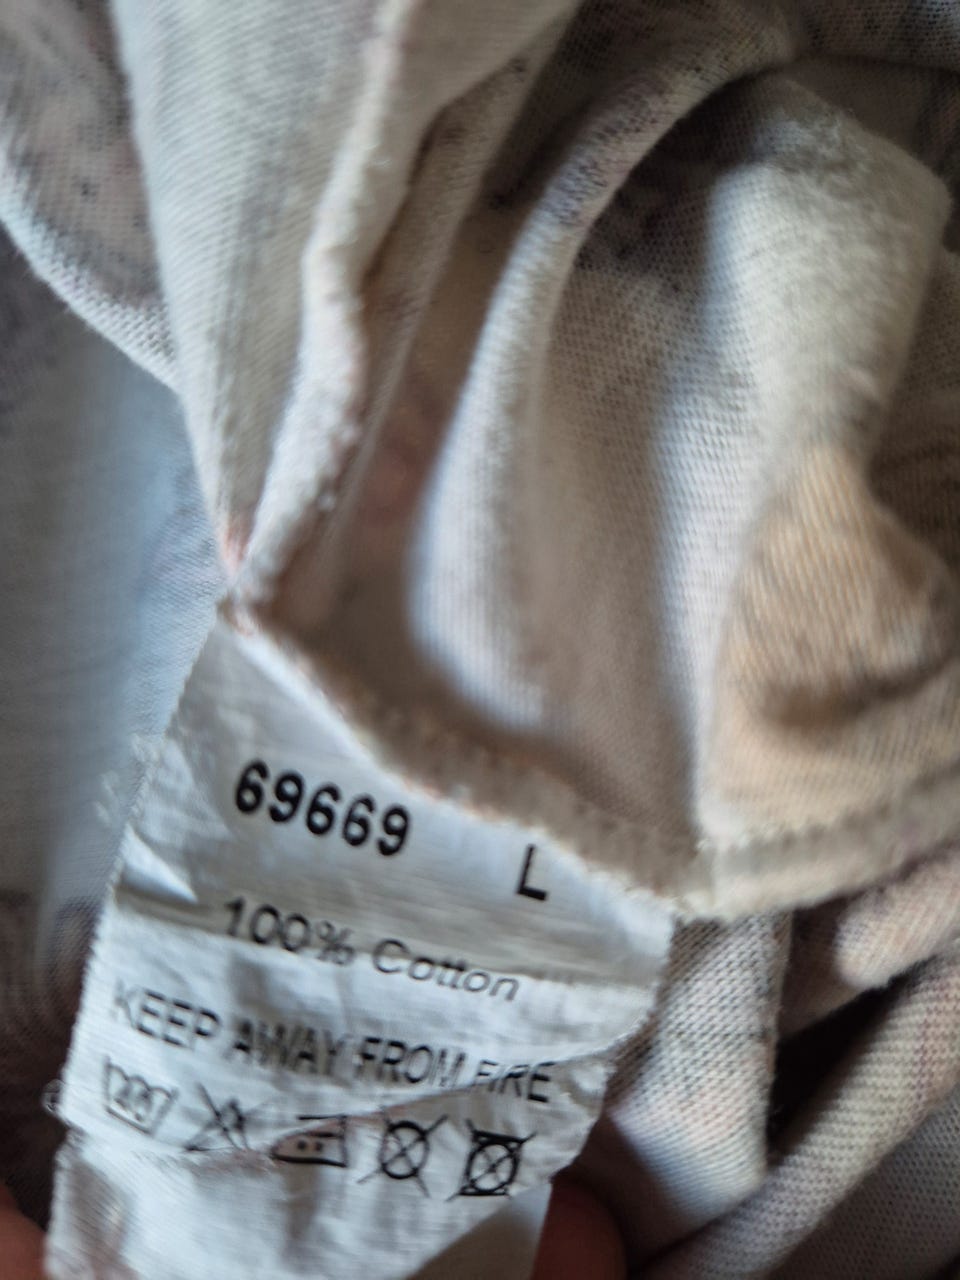 69669
L
100% Cotton
KEEP AWAY FROM FIRE